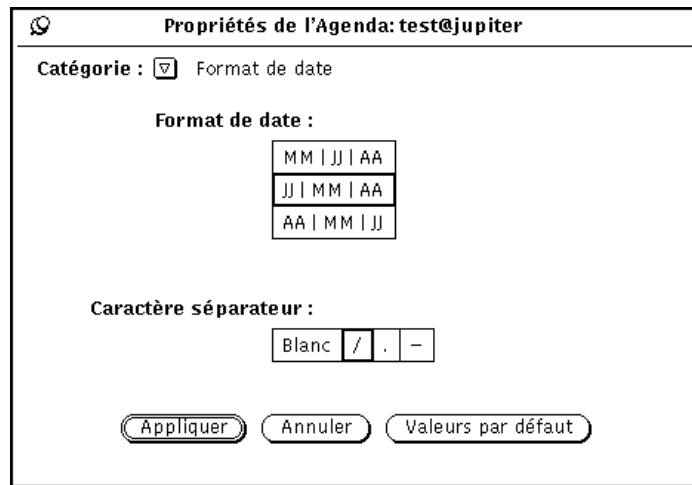 Propriétés de l'Agenda: test@jupiter
Catégorie : Format de date
Format de date :
MM | JJ | AA
JJ | MM | AA
AA | MM | JJ
Caractère séparateur :
Blanc / . –
Appliquer Annuler Valeurs par défaut